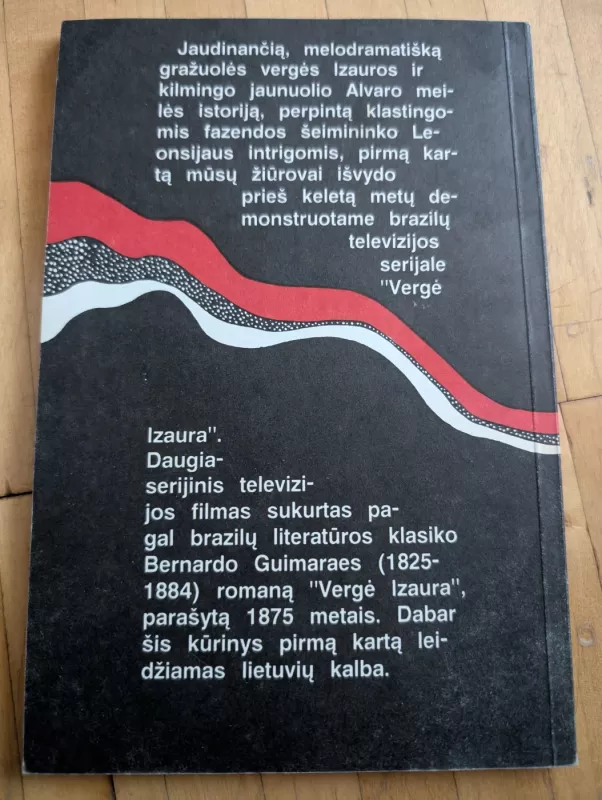 Jaudinančią, melodramatišką
gražuolės vergės Izauros ir
kilmingo jaunuolio Alvaro mei-
lės istoriją, perpintą klastingo-
mis fazendos šeimininko Le-
onsijaus intrigomis, pirmą kar-
tą mūsų žiūrovai išvydo
prieš keletą metų de-
monstruotame brazilų
televizijos
serijale
"Vergė
Izaura".
Daugia-
serijinis televizi-
jos filmas sukurtas pa-
gal brazilų literatūros klasiko
Bernardo Guimaraes (1825-
1884) romaną "Vergė Izaura",
parašytą 1875 metais. Dabar
šis kūrinys pirmą kartą lei-
džiamas lietuvių kalba.